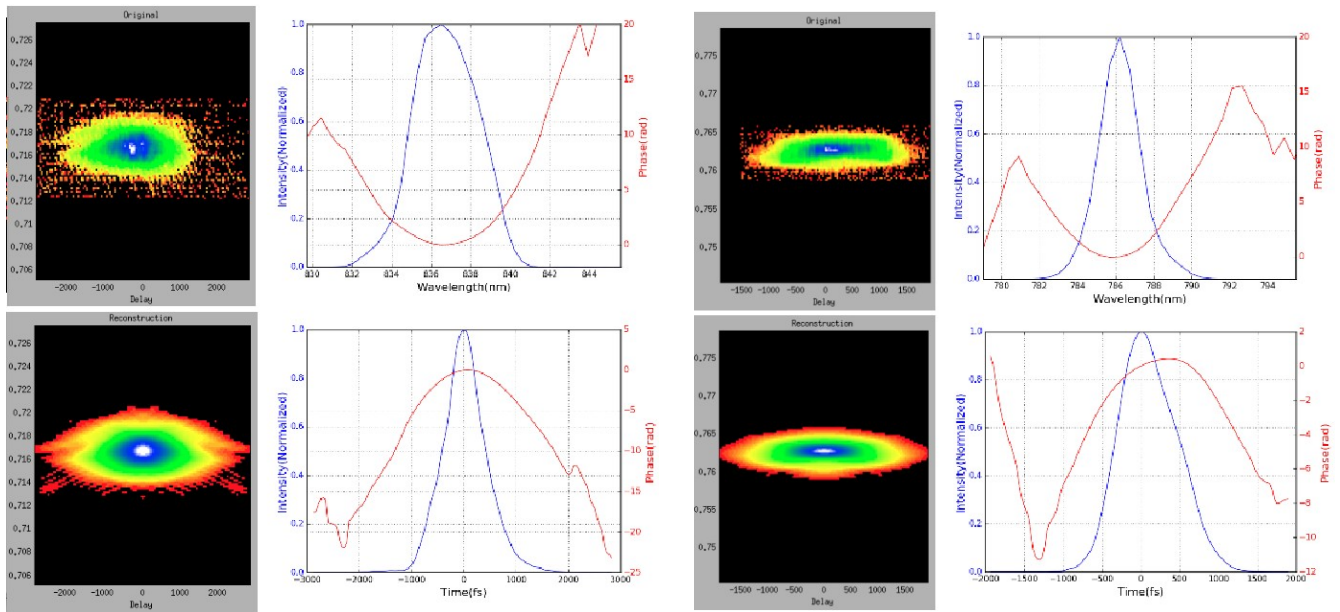 Original
0,726
0,724
0,722
0,72
0,718
0,716
0,714
0,712
0,71
0,708
0,706
-2000 -1000 0 1000 2000
Delay
1.0
0.8
0.6
0.4
0.2
0.0
Intensity(Normalized)
20
15
10
5
0
Phase(rad)
830 832 834 836 838 840 842 844
Wavelength(nm)
Original
0,775
0,77
0,765
0,76
0,755
0,75
-1500 -1000 -500 0 500 1000 1500
Delay
1.0
0.8
0.6
0.4
0.2
0.0
Intensity(Normalized)
20
15
10
5
0
Phase(rad)
780 782 784 786 788 790 792 794
Wavelength(nm)
Reconstruction
0,726
0,724
0,722
0,72
0,718
0,716
0,714
0,712
0,71
0,708
0,706
-2000 -1000 0 1000 2000
Delay
1.0
0.8
0.6
0.4
0.2
0.0
Intensity(Normalized)
5
0
−5
−10
−15
−20
−25
Phase(rad)
−3000 −2000 −1000 0 1000 2000 3000
Time(fs)
Reconstruction
0,775
0,77
0,765
0,76
0,755
0,75
-1500 -1000 -500 0 500 1000 1500
Delay
1.0
0.8
0.6
0.4
0.2
0.0
Intensity(Normalized)
2
0
−2
−4
−6
−8
−10
−12
Phase(rad)
−2000 −1500 −1000 −500 0 500 1000 1500 2000
Time(fs)